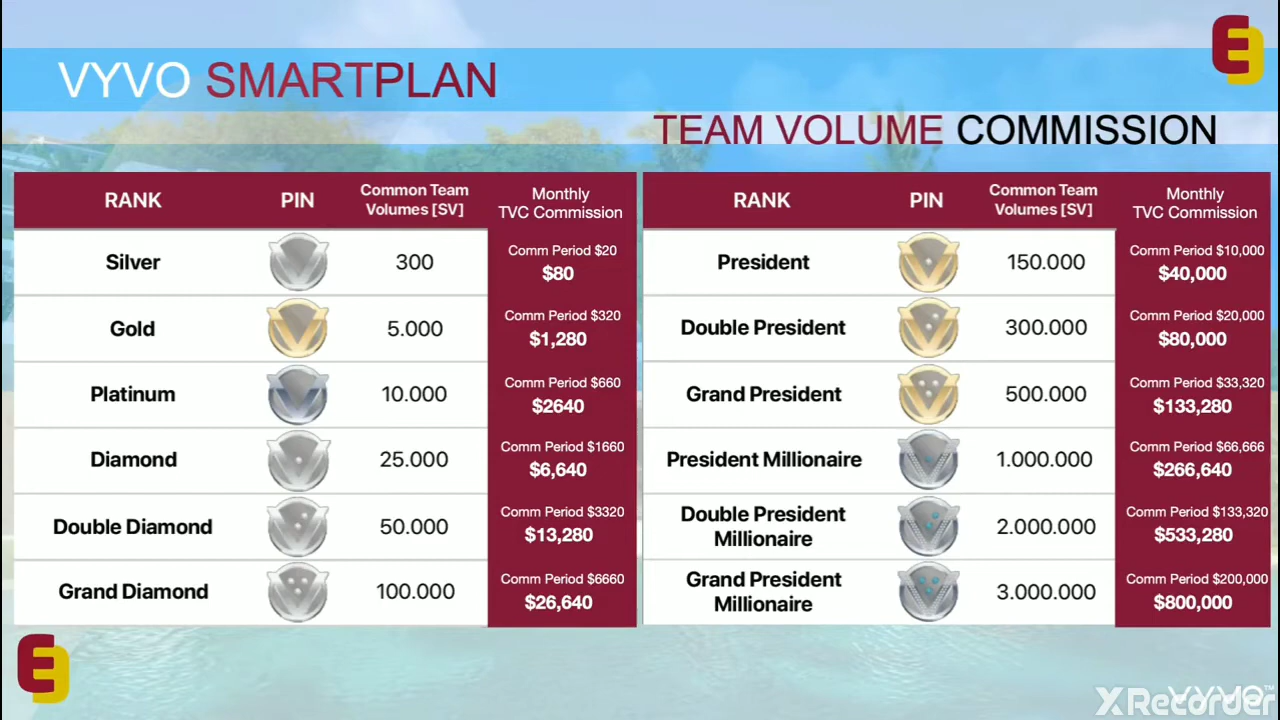 VYVO SMARTPLAN
TEAM VOLUME COMMISSION
RANK
PIN
Common Team
Volumes [SV]
Monthly
TVC Commission
Silver
300
Comm Period $20
$80
Gold
5.000
Comm Period $320
$1,280
Platinum
10.000
Comm Period $660
$2640
Diamond
25.000
Comm Period $1660
$6,640
Double Diamond
50.000
Comm Period $3320
$13,280
Grand Diamond
100.000
Comm Period $6660
$26,640
RANK
PIN
Common Team
Volumes [SV]
Monthly
TVC Commission
President
150.000
Comm Period $10,000
$40,000
Double President
300.000
Comm Period $20,000
$80,000
Grand President
500.000
Comm Period $33,320
$133,280
President Millionaire
1.000.000
Comm Period $66,666
$266,640
Double President
Millionaire
2.000.000
Comm Period $133,320
$533,280
Grand President
Millionaire
3.000.000
Comm Period $200,000
$800,000
VYVO™
XRecorder